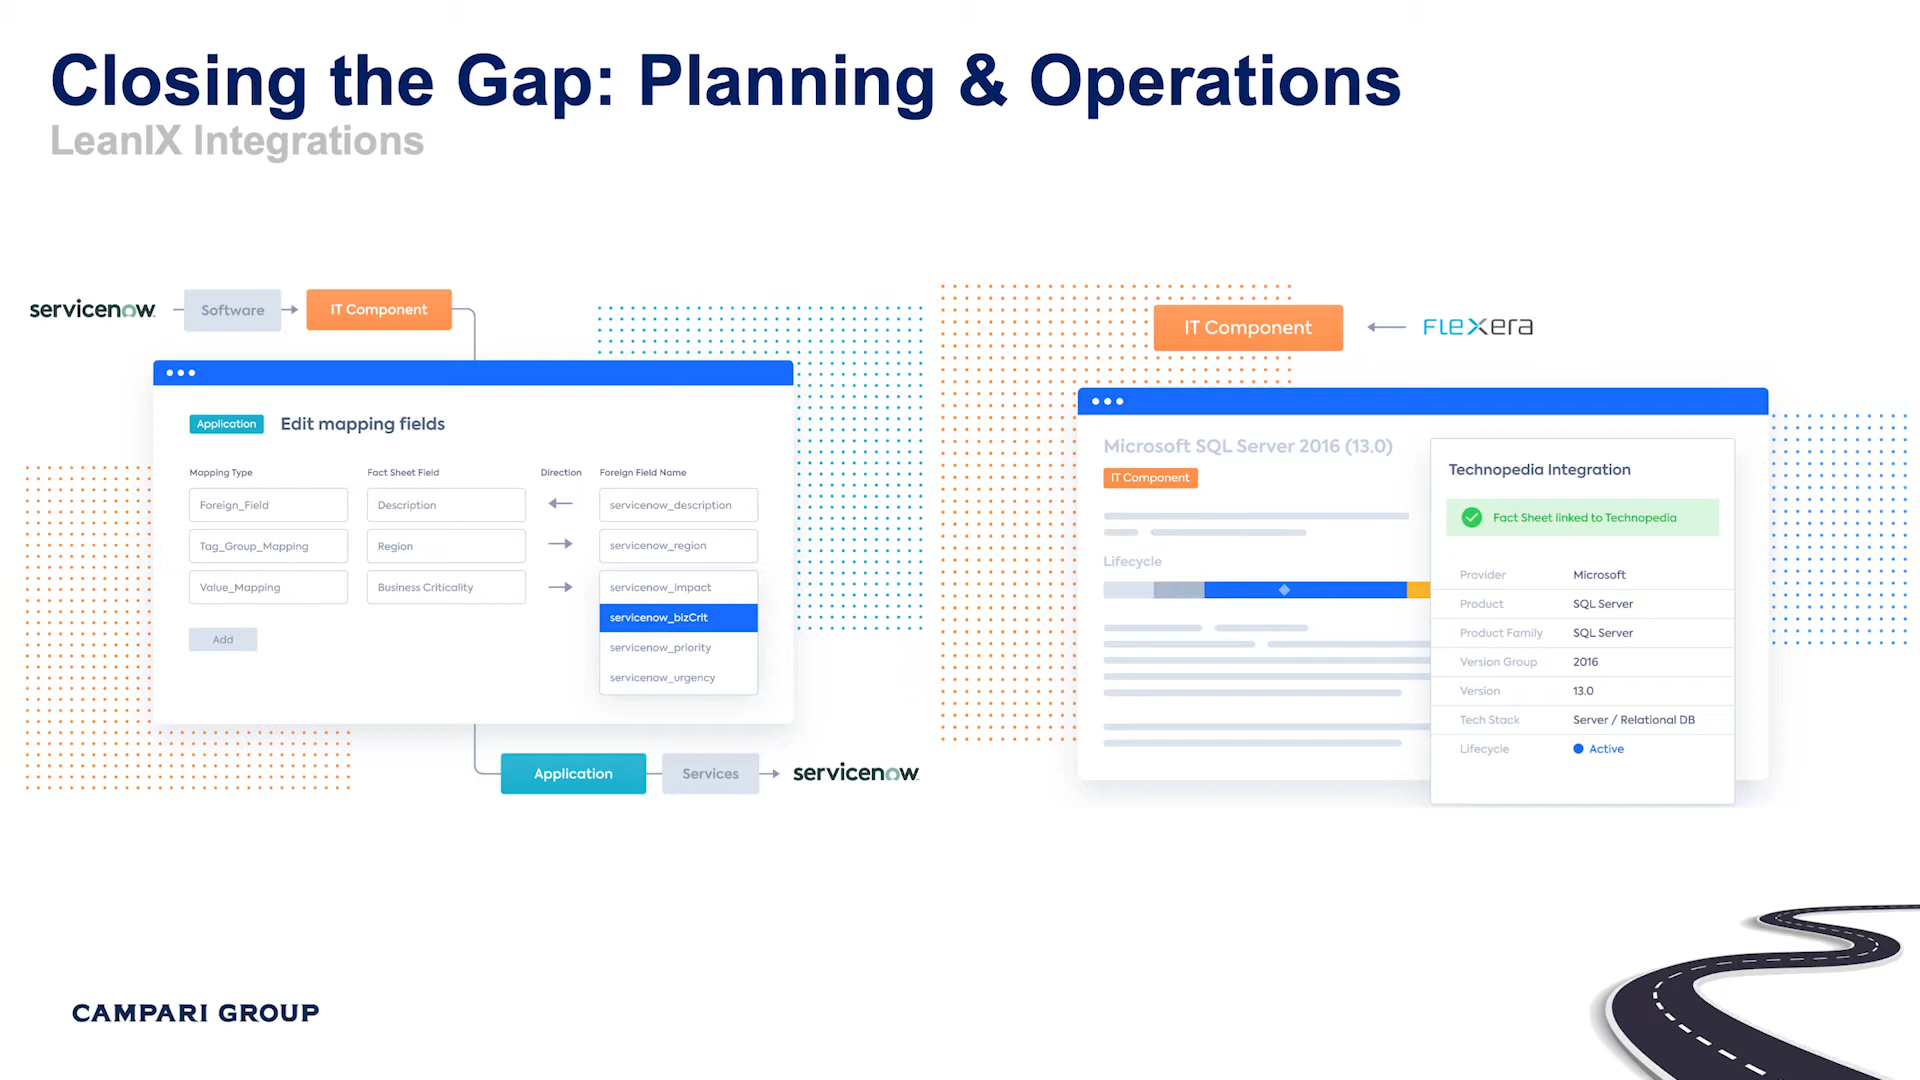 Closing the Gap: Planning & Operations
LeanIX Integrations
servicenow
Software
IT Component
Application
Edit mapping fields
Mapping Type
Fact Sheet Field
Direction
Foreign Field Name
Foreign_Field
Description
servicenow_description
Tag_Group_Mapping
Region
servicenow_region
Value_Mapping
Business Criticality
servicenow_impact
servicenow_bizCrit
servicenow_priority
servicenow_urgency
Add
Application
Services
servicenow
IT Component
FLEXera
Microsoft SQL Server 2016 (13.0)
IT Component
Lifecycle
Technopedia Integration
Fact Sheet linked to Technopedia
Provider
Microsoft
Product
SQL Server
Product Family
SQL Server
Version Group
2016
Version
13.0
Tech Stack
Server / Relational DB
Lifecycle
Active
CAMPARI GROUP